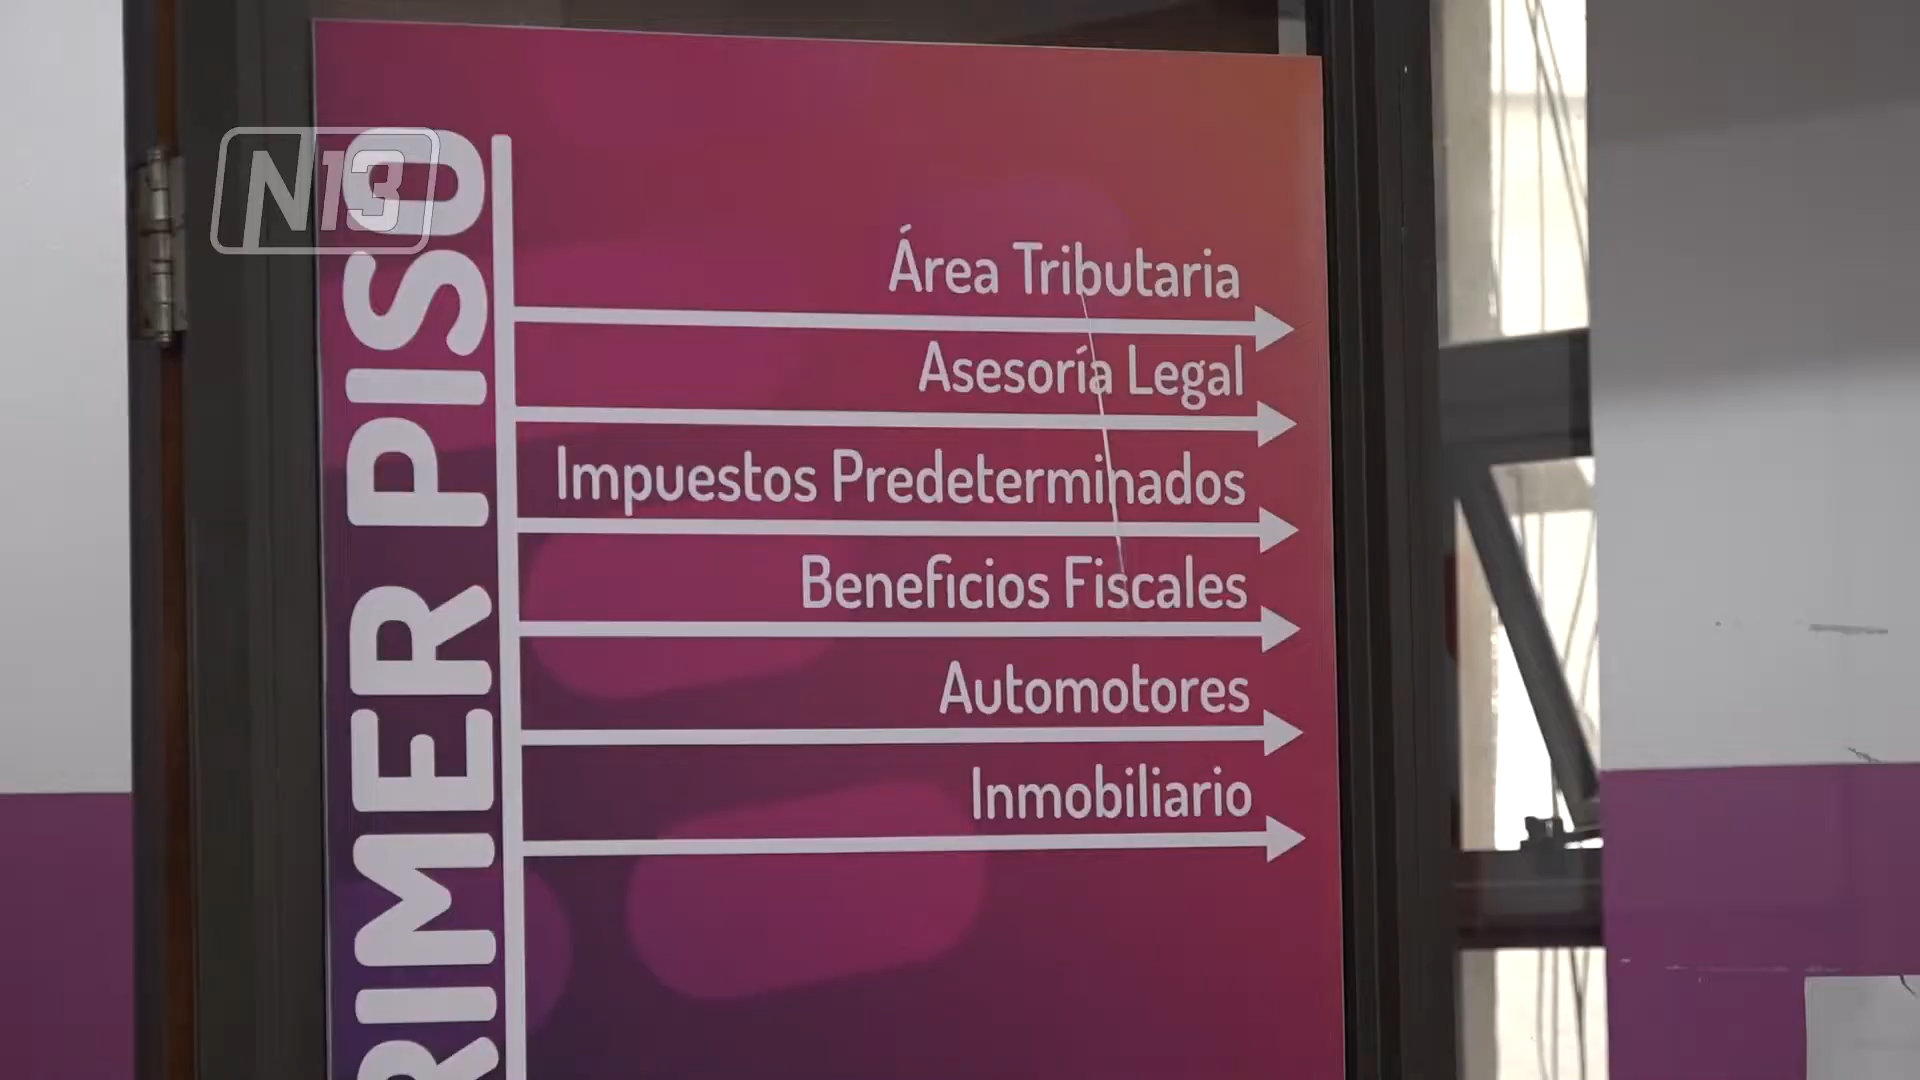 N13
RIMER PISO
Área Tributaria
Asesoría Legal
Impuestos Predeterminados
Beneficios Fiscales
Automotores
Inmobiliario